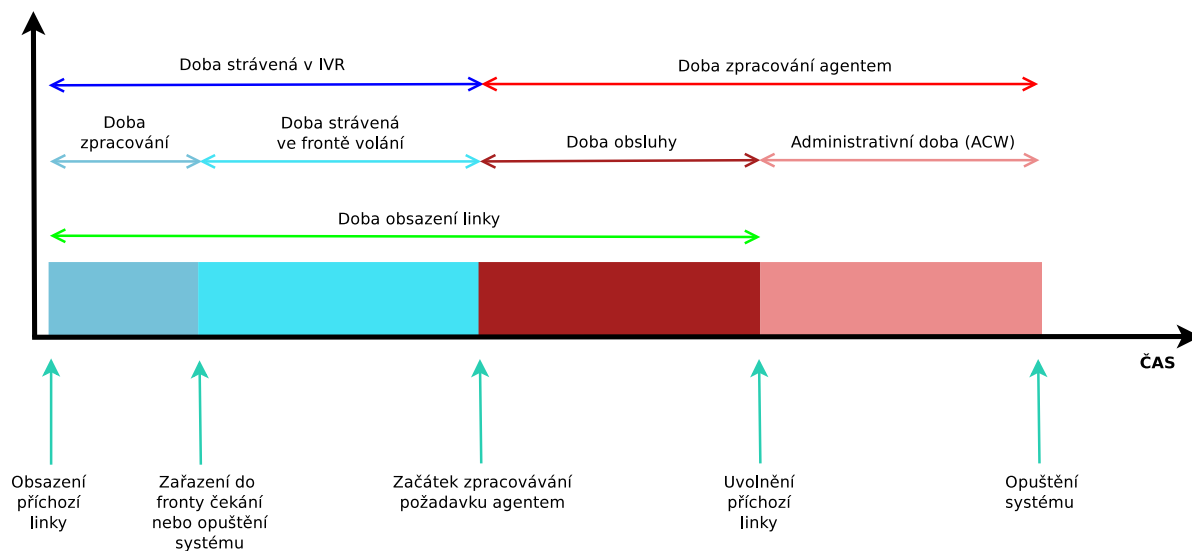 Doba strávená v IVR
Doba zpracování agentem
Doba
zpracování
Doba strávená
ve frontě volání
Doba obsluhy
Administrativní doba (ACW)
Doba obsazení linky
ČAS
Obsazení
příchozí
linky
Zařazení do
fronty čekání
nebo opuštění
systému
Začátek zpracovávání
požadavku agentem
Uvolnění
příchozí
linky
Opuštění
systému